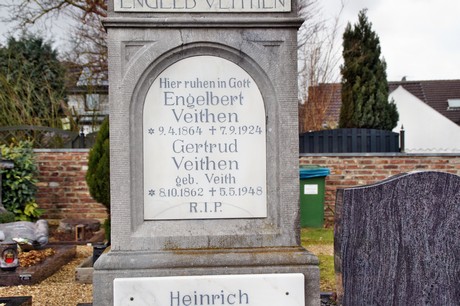 ENGELB VEITHEN
Hier ruhen in Gott
Engelbert
Veithen
* 9.4.1864 ✝ 7.9.1924
Gertrud
Veithen
geb. Veith
* 8.10.1862 ✝ 5.5.1948
R.I.P.
Heinrich